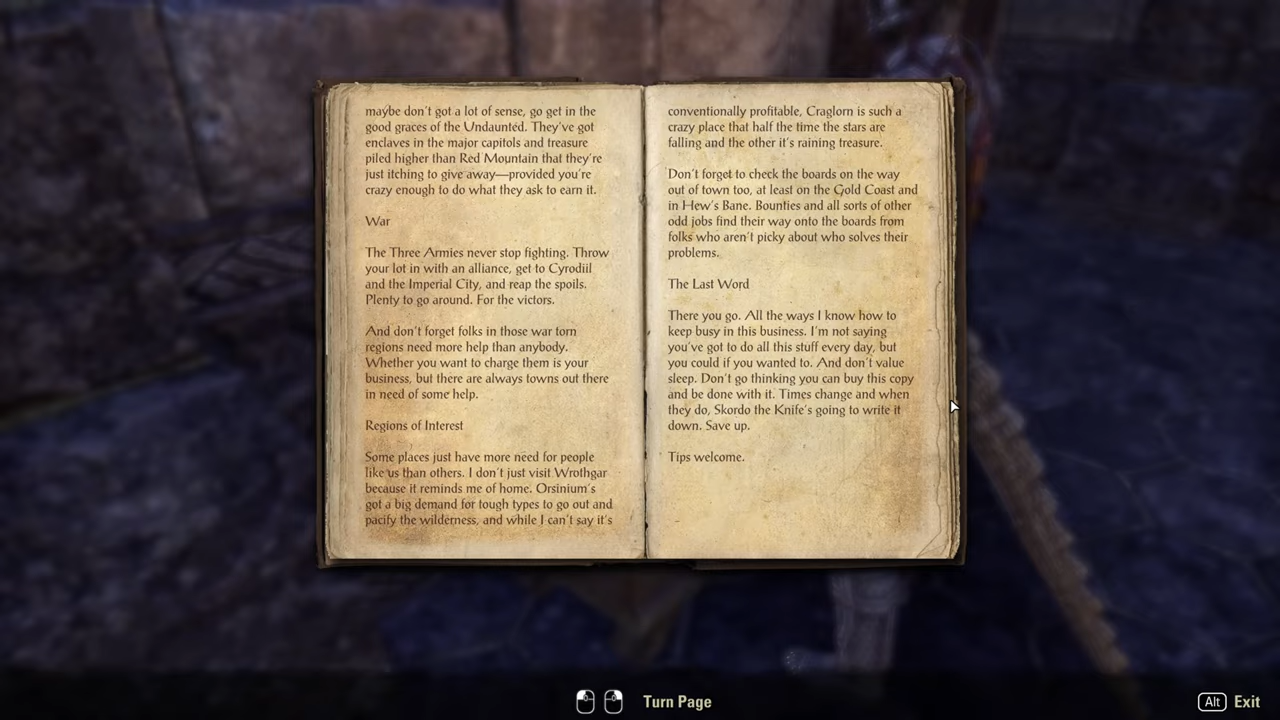 maybe don't got a lot of sense, go get in the
good graces of the Undaunted. They've got
enclaves in the major capitols and treasure
piled higher than Red Mountain that they're
just itching to give away—provided you're
crazy enough to do what they ask to earn it.
War
The Three Armies never stop fighting. Throw
your lot in with an alliance, get to Cyrodiil
and the Imperial City, and reap the spoils.
Plenty to go around. For the victors.
And don't forget folks in those war torn
regions need more help than anybody.
Whether you want to charge them is your
business, but there are always towns out there
in need of some help.
Regions of Interest
Some places just have more need for people
like us than others. I don't just visit Wrothgar
because it reminds me of home. Orsinium's
got a big demand for tough types to go out and
pacify the wilderness, and while I can't say it's
conventionally profitable, Craglorn is such a
crazy place that half the time the stars are
falling and the other it's raining treasure.
Don't forget to check the boards on the way
out of town too, at least on the Gold Coast and
in Hew's Bane. Bounties and all sorts of other
odd jobs find their way onto the boards from
folks who aren't picky about who solves their
problems.
The Last Word
There you go. All the ways I know how to
keep busy in this business. I'm not saying
you've got to do all this stuff every day, but
you could if you wanted to. And don't value
sleep. Don't go thinking you can buy this copy
and be done with it. Times change and when
they do, Skordo the Knife's going to write it
down. Save up.
Tips welcome.
Turn Page
Alt Exit